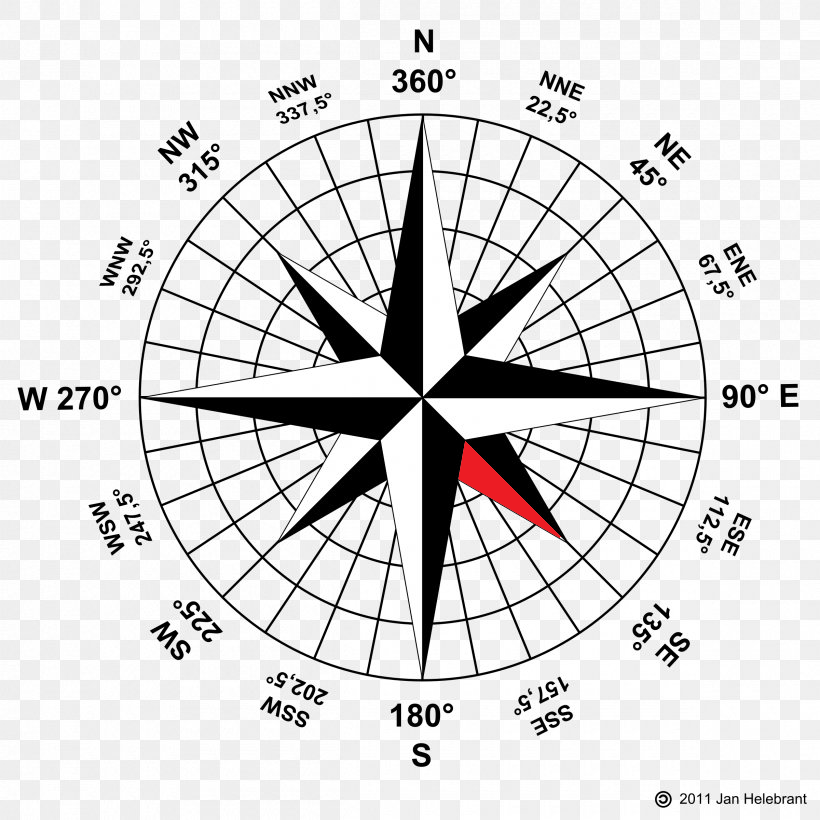 N
360°
NNE
22,5°
NE
45°
ENE
67,5°
90° E
ESE
112,5°
SE
135°
SSE
157,5°
180°
S
SSW
202,5°
SW
225°
WSW
247,5°
W 270°
WNW
292,5°
NW
315°
NNW
337,5°
🄯 2011 Jan Helebrant